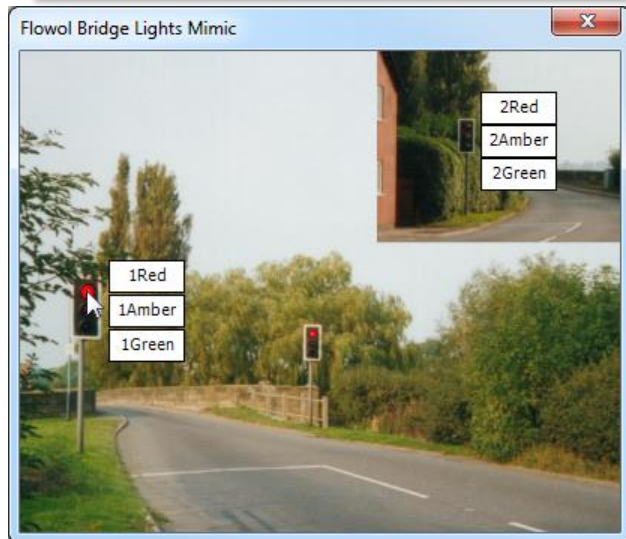 Flowol Bridge Lights Mimic
2Red
2Amber
2Green
1Red
1Amber
1Green